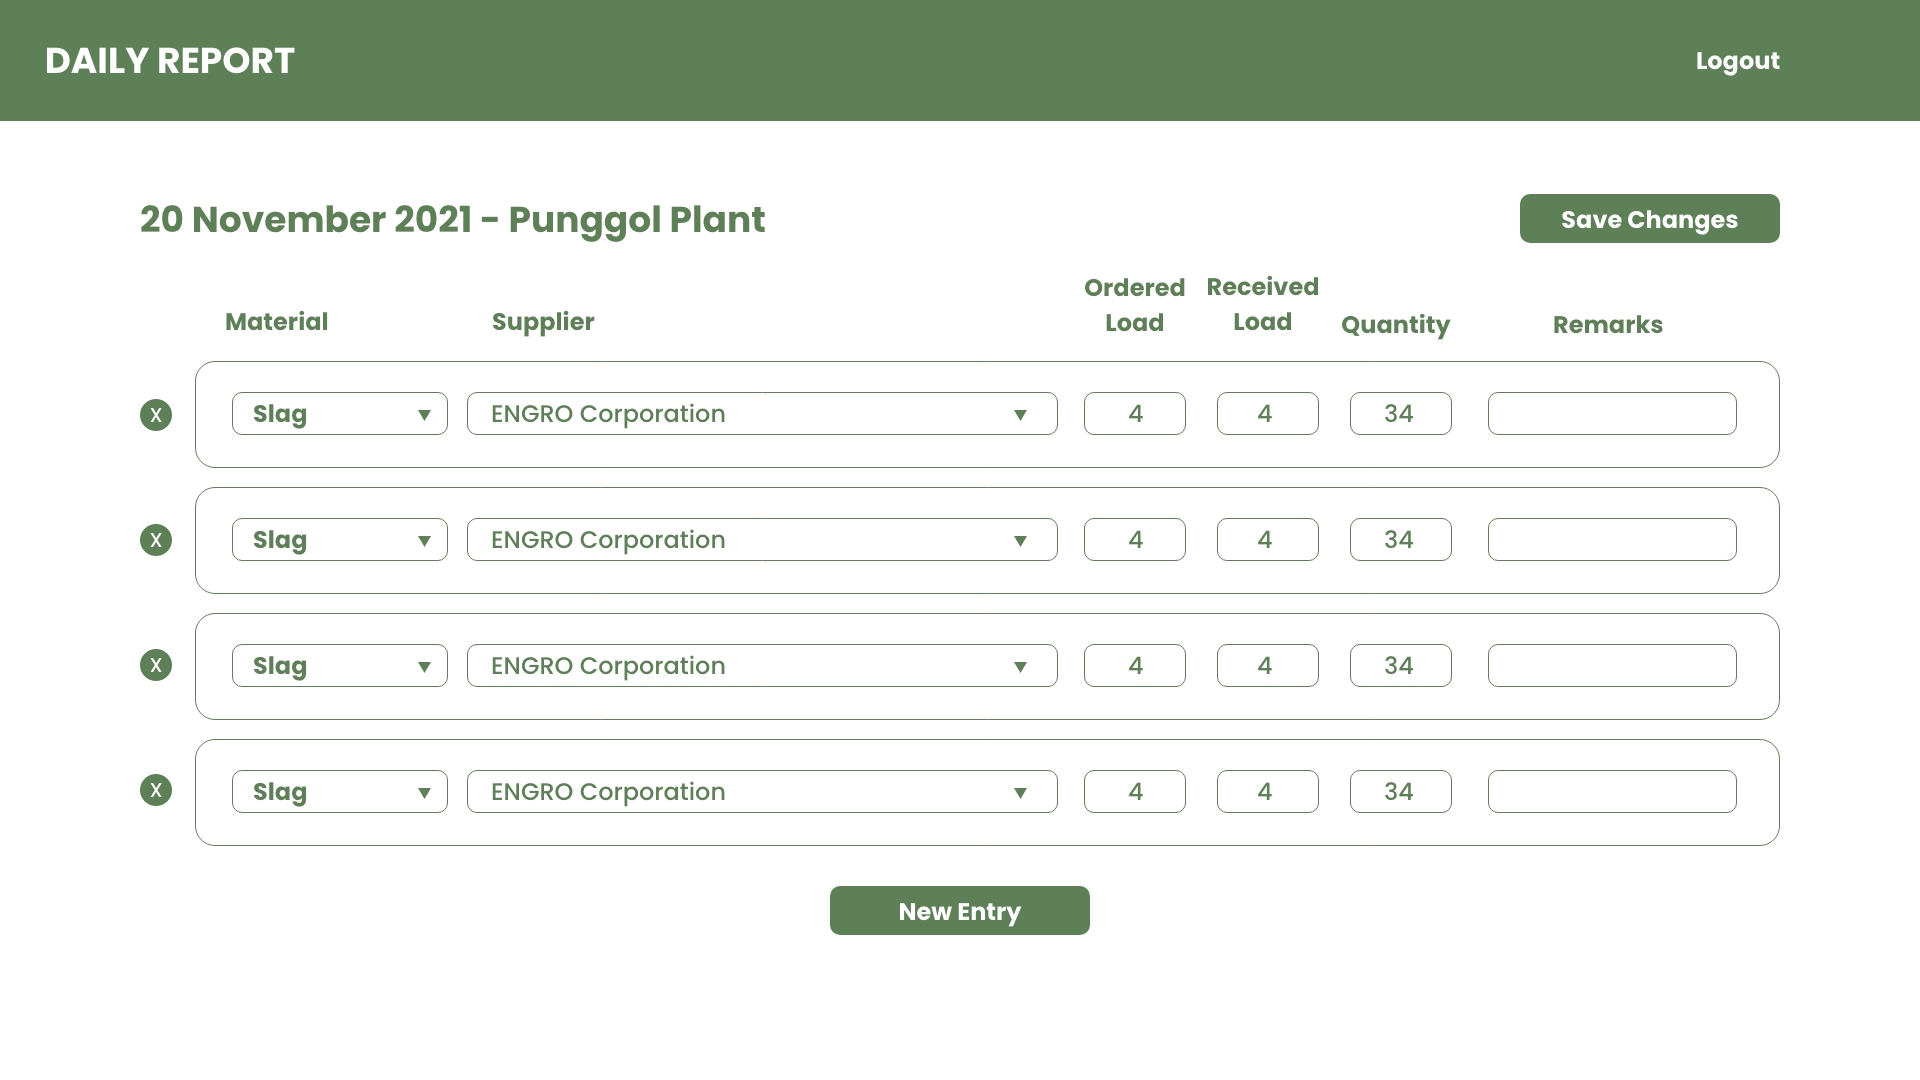 DAILY REPORT
Logout
20 November 2021 - Punggol Plant
Save Changes
Material Supplier Ordered Load Received Load Quantity Remarks
X Slag ▼ ENGRO Corporation ▼ 4 4 34
X Slag ▼ ENGRO Corporation ▼ 4 4 34
X Slag ▼ ENGRO Corporation ▼ 4 4 34
X Slag ▼ ENGRO Corporation ▼ 4 4 34
New Entry